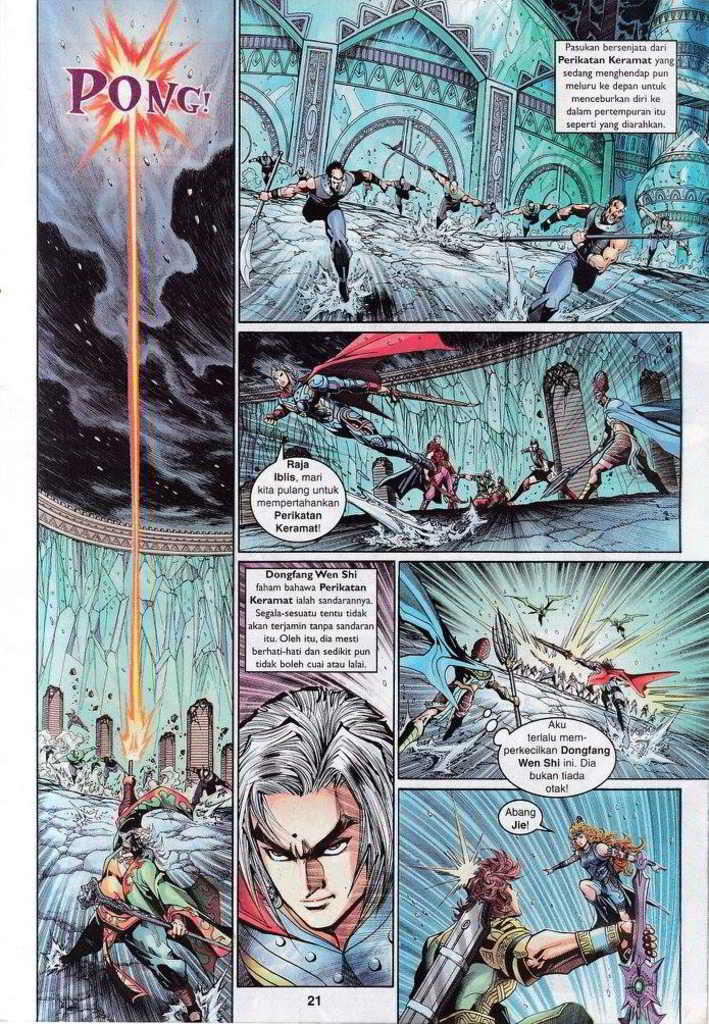 PONG!
Pasukan bersenjata dari
Perikatan Keramat yang
sedang menghendap pun
meluru ke depan untuk
menceburkan diri ke
dalam pertempuran itu
seperti yang diarahkan.
Raja
Iblis, mari
kita pulang untuk
mempertahankan
Perikatan
Keramat!
Dongfang Wen Shi
faham bahawa Perikatan
Keramat ialah sandarannya.
Segala-sesuatu tentu tidak
akan terjamin tanpa sandaran
itu. Oleh itu, dia mesti
berhati-hati dan sedikit pun
tidak boleh cuai atau lalai.
Aku
terlalu mem-
perkecilkan Dongfang
Wen Shi ini. Dia
bukan tiada
otak!
Abang
Jie!
21